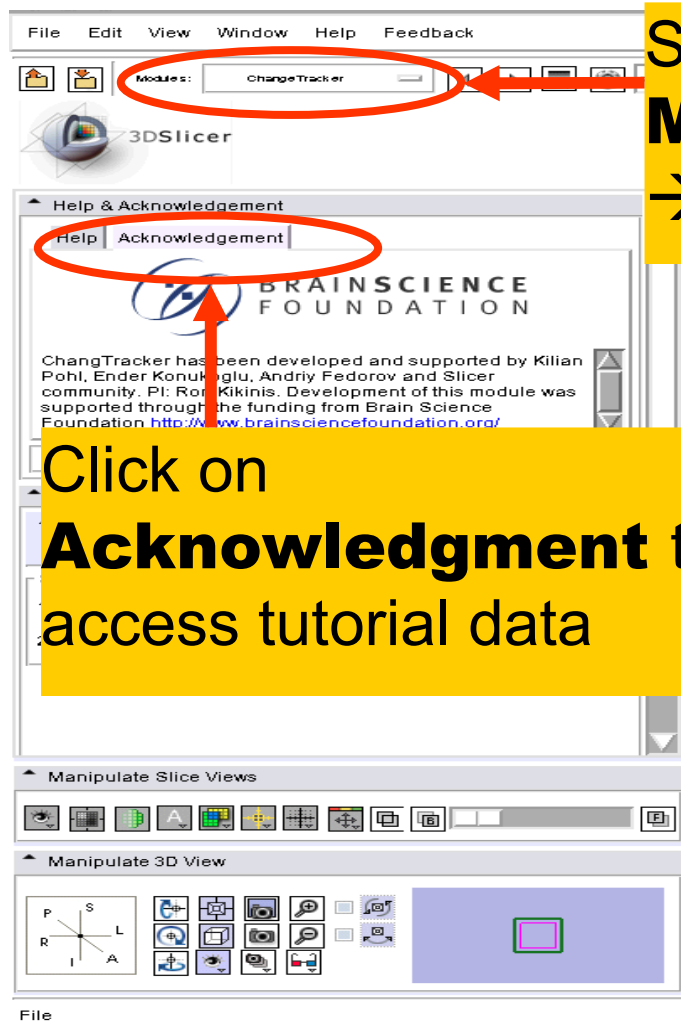 File Edit View Window Help Feedback
Modules: ChangeTracker
3DSlicer
Help & Acknowledgement
Help Acknowledgement
BRAINSCIENCE
FOUNDATION
ChangTracker has been developed and supported by Kilian
Pohl, Ender Konukoglu, Andriy Fedorov and Slicer
community. PI: Ron Kikinis. Development of this module was
supported through the funding from Brain Science
Foundation http://www.brainsciencefoundation.org/
Click on
Acknowledgment
access tutorial data
Manipulate Slice Views
A
B
F
Manipulate 3D View
P S
R L
I A
File